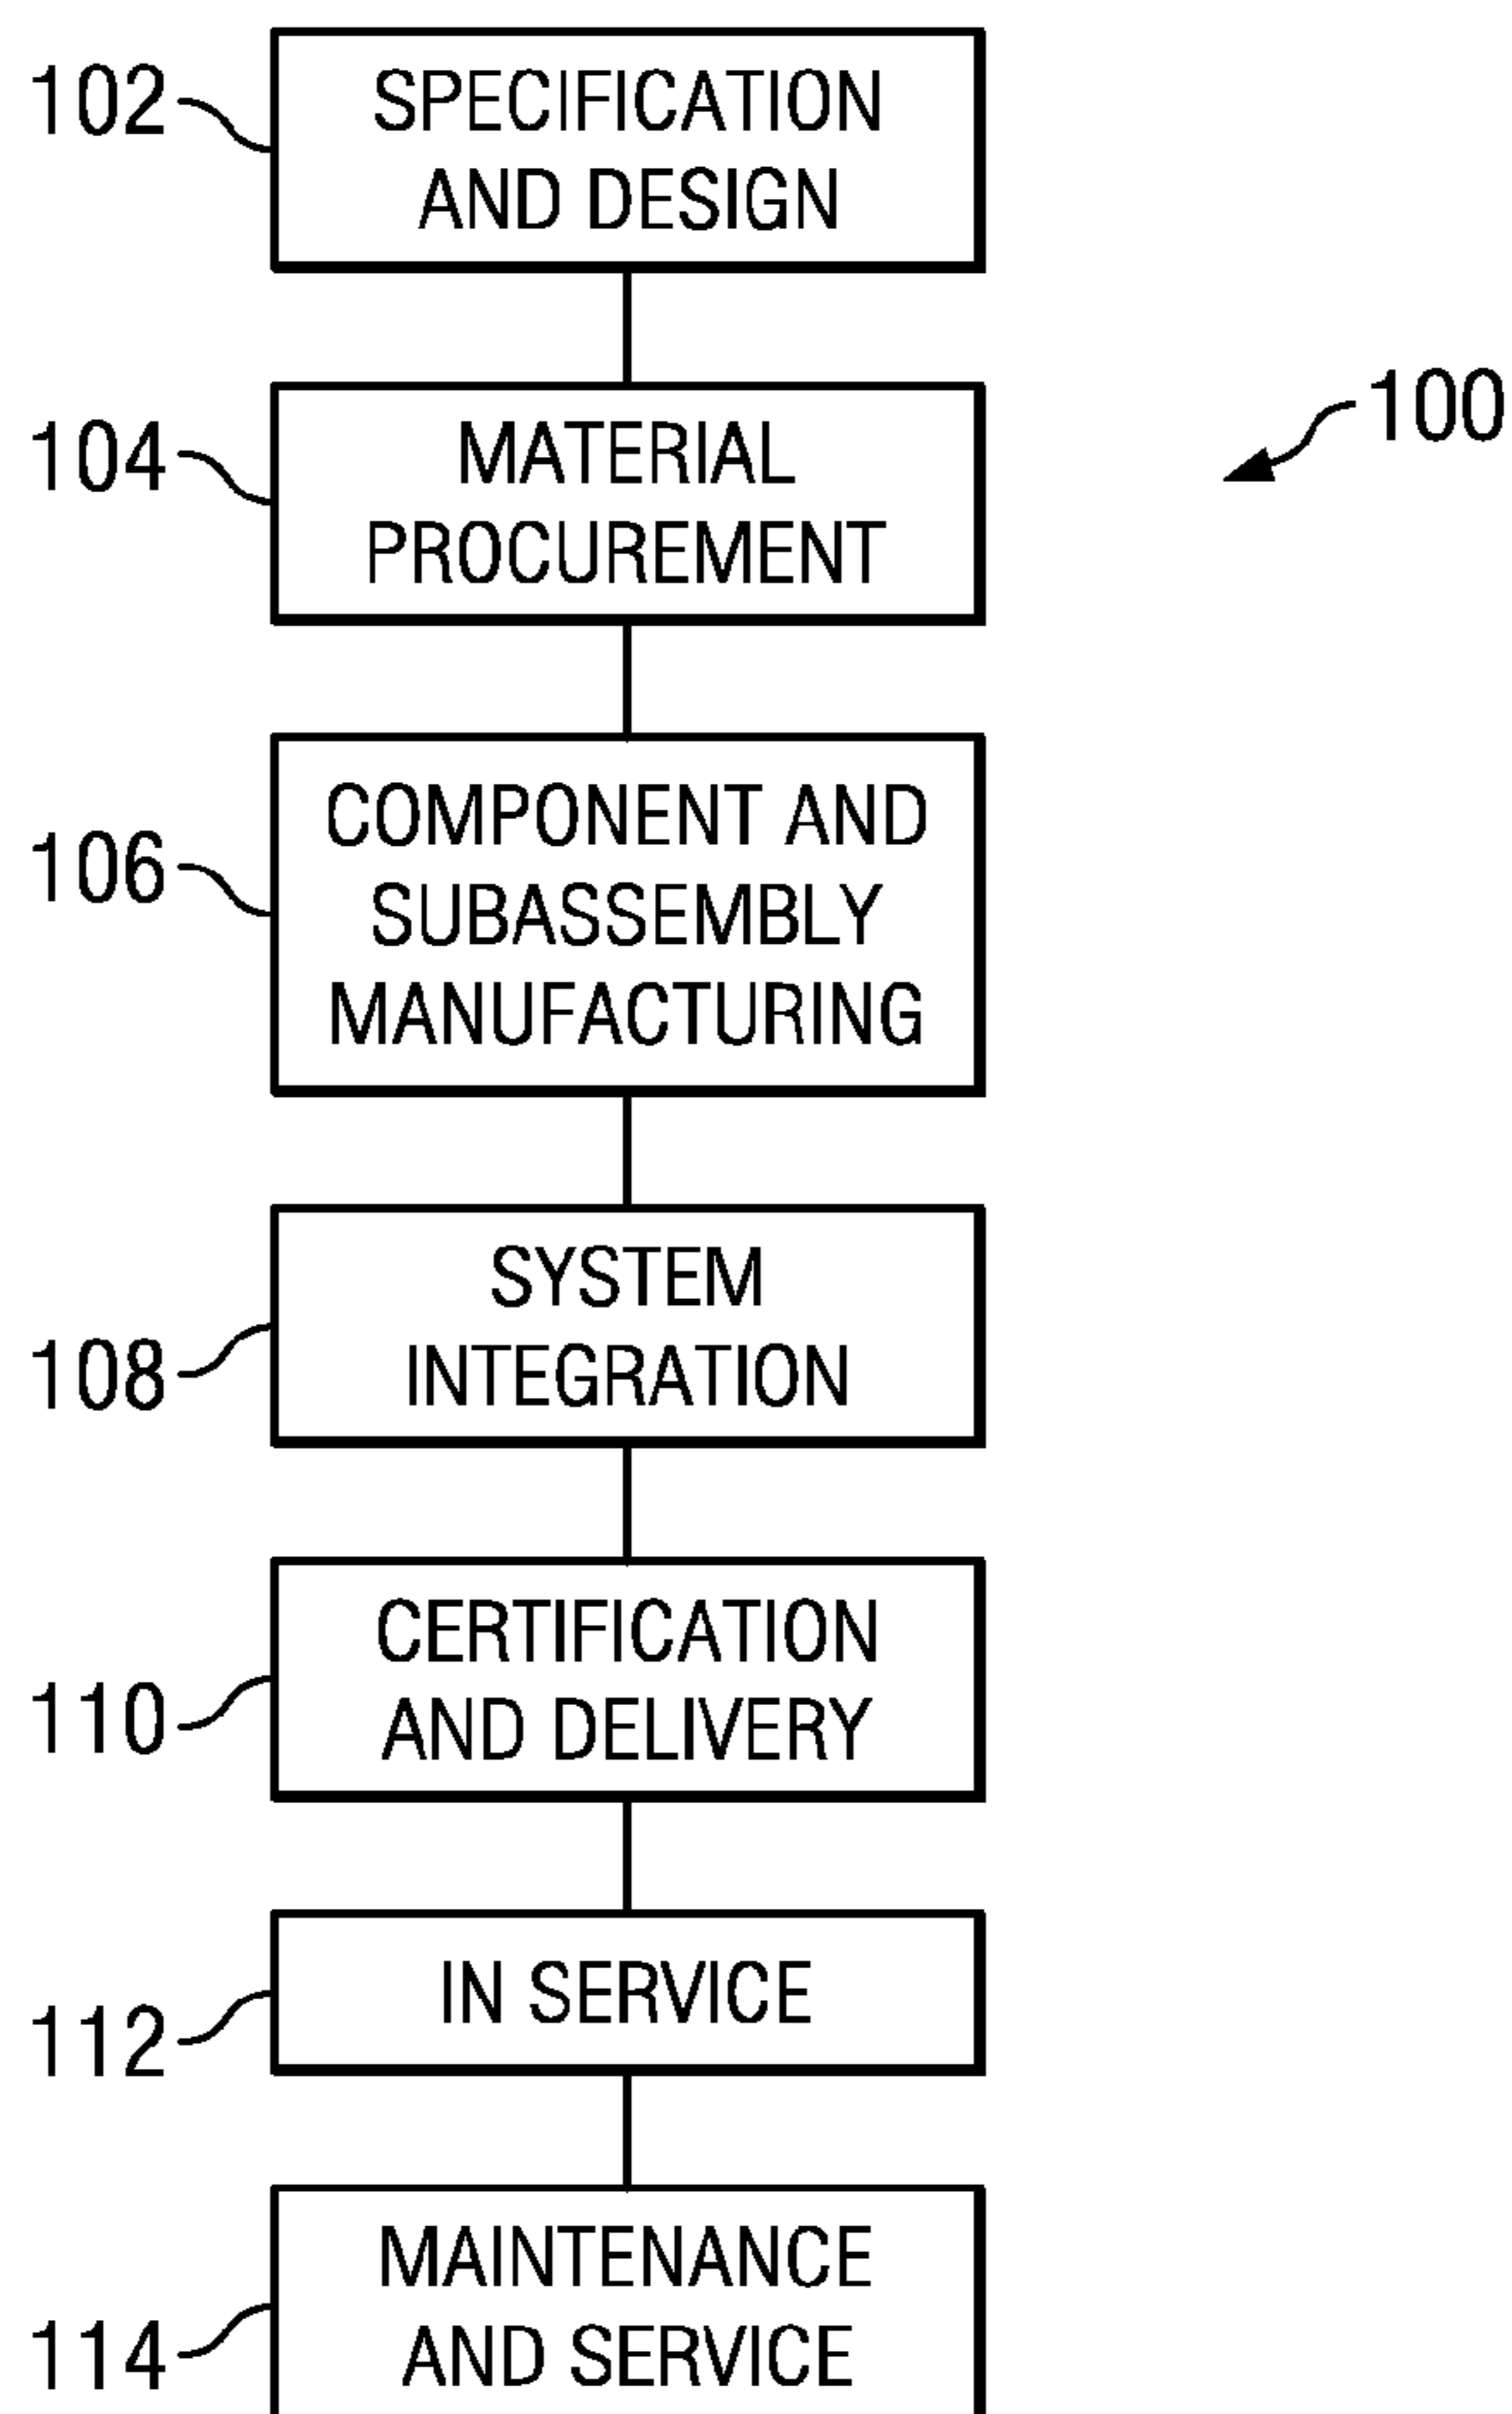 102
SPECIFICATION
AND DESIGN
100
104
MATERIAL
PROCUREMENT
106
COMPONENT AND
SUBASSEMBLY
MANUFACTURING
108
SYSTEM
INTEGRATION
110
CERTIFICATION
AND DELIVERY
112
IN SERVICE
114
MAINTENANCE
AND SERVICE